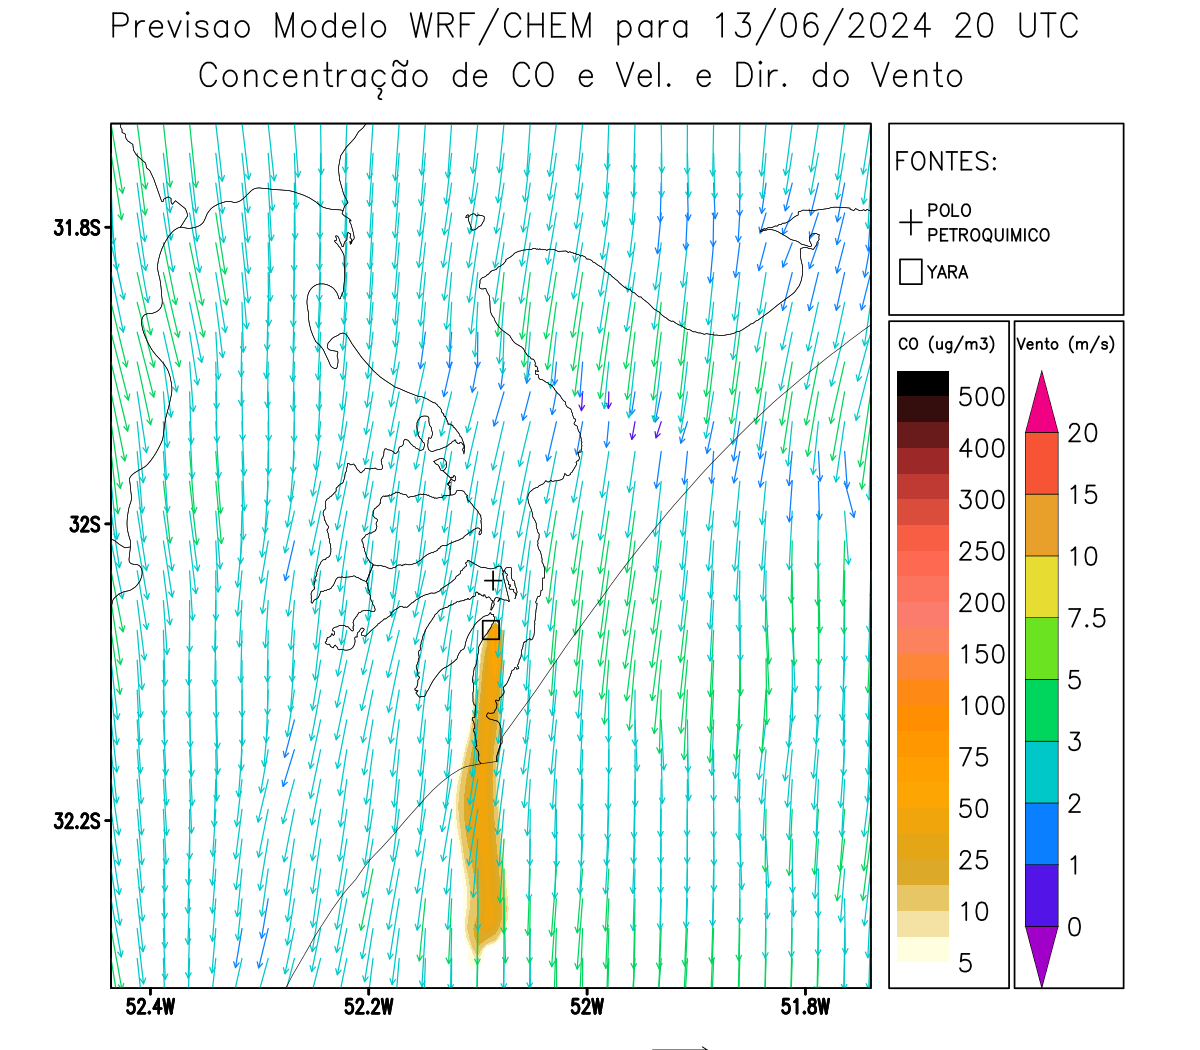 Previsao Modelo WRF/CHEM para 13/06/2024 20 UTC
Concentração de CO e Vel. e Dir. do Vento
FONTES:
POLO
PETROQUIMICO
YARA
CO (ug/m3)
500
400
300
250
200
150
100
75
50
25
10
5
Vento (m/s)
20
15
10
7.5
5
3
2
1
0
31.8S
32S
32.2S
52.4W
52.2W
52W
51.8W